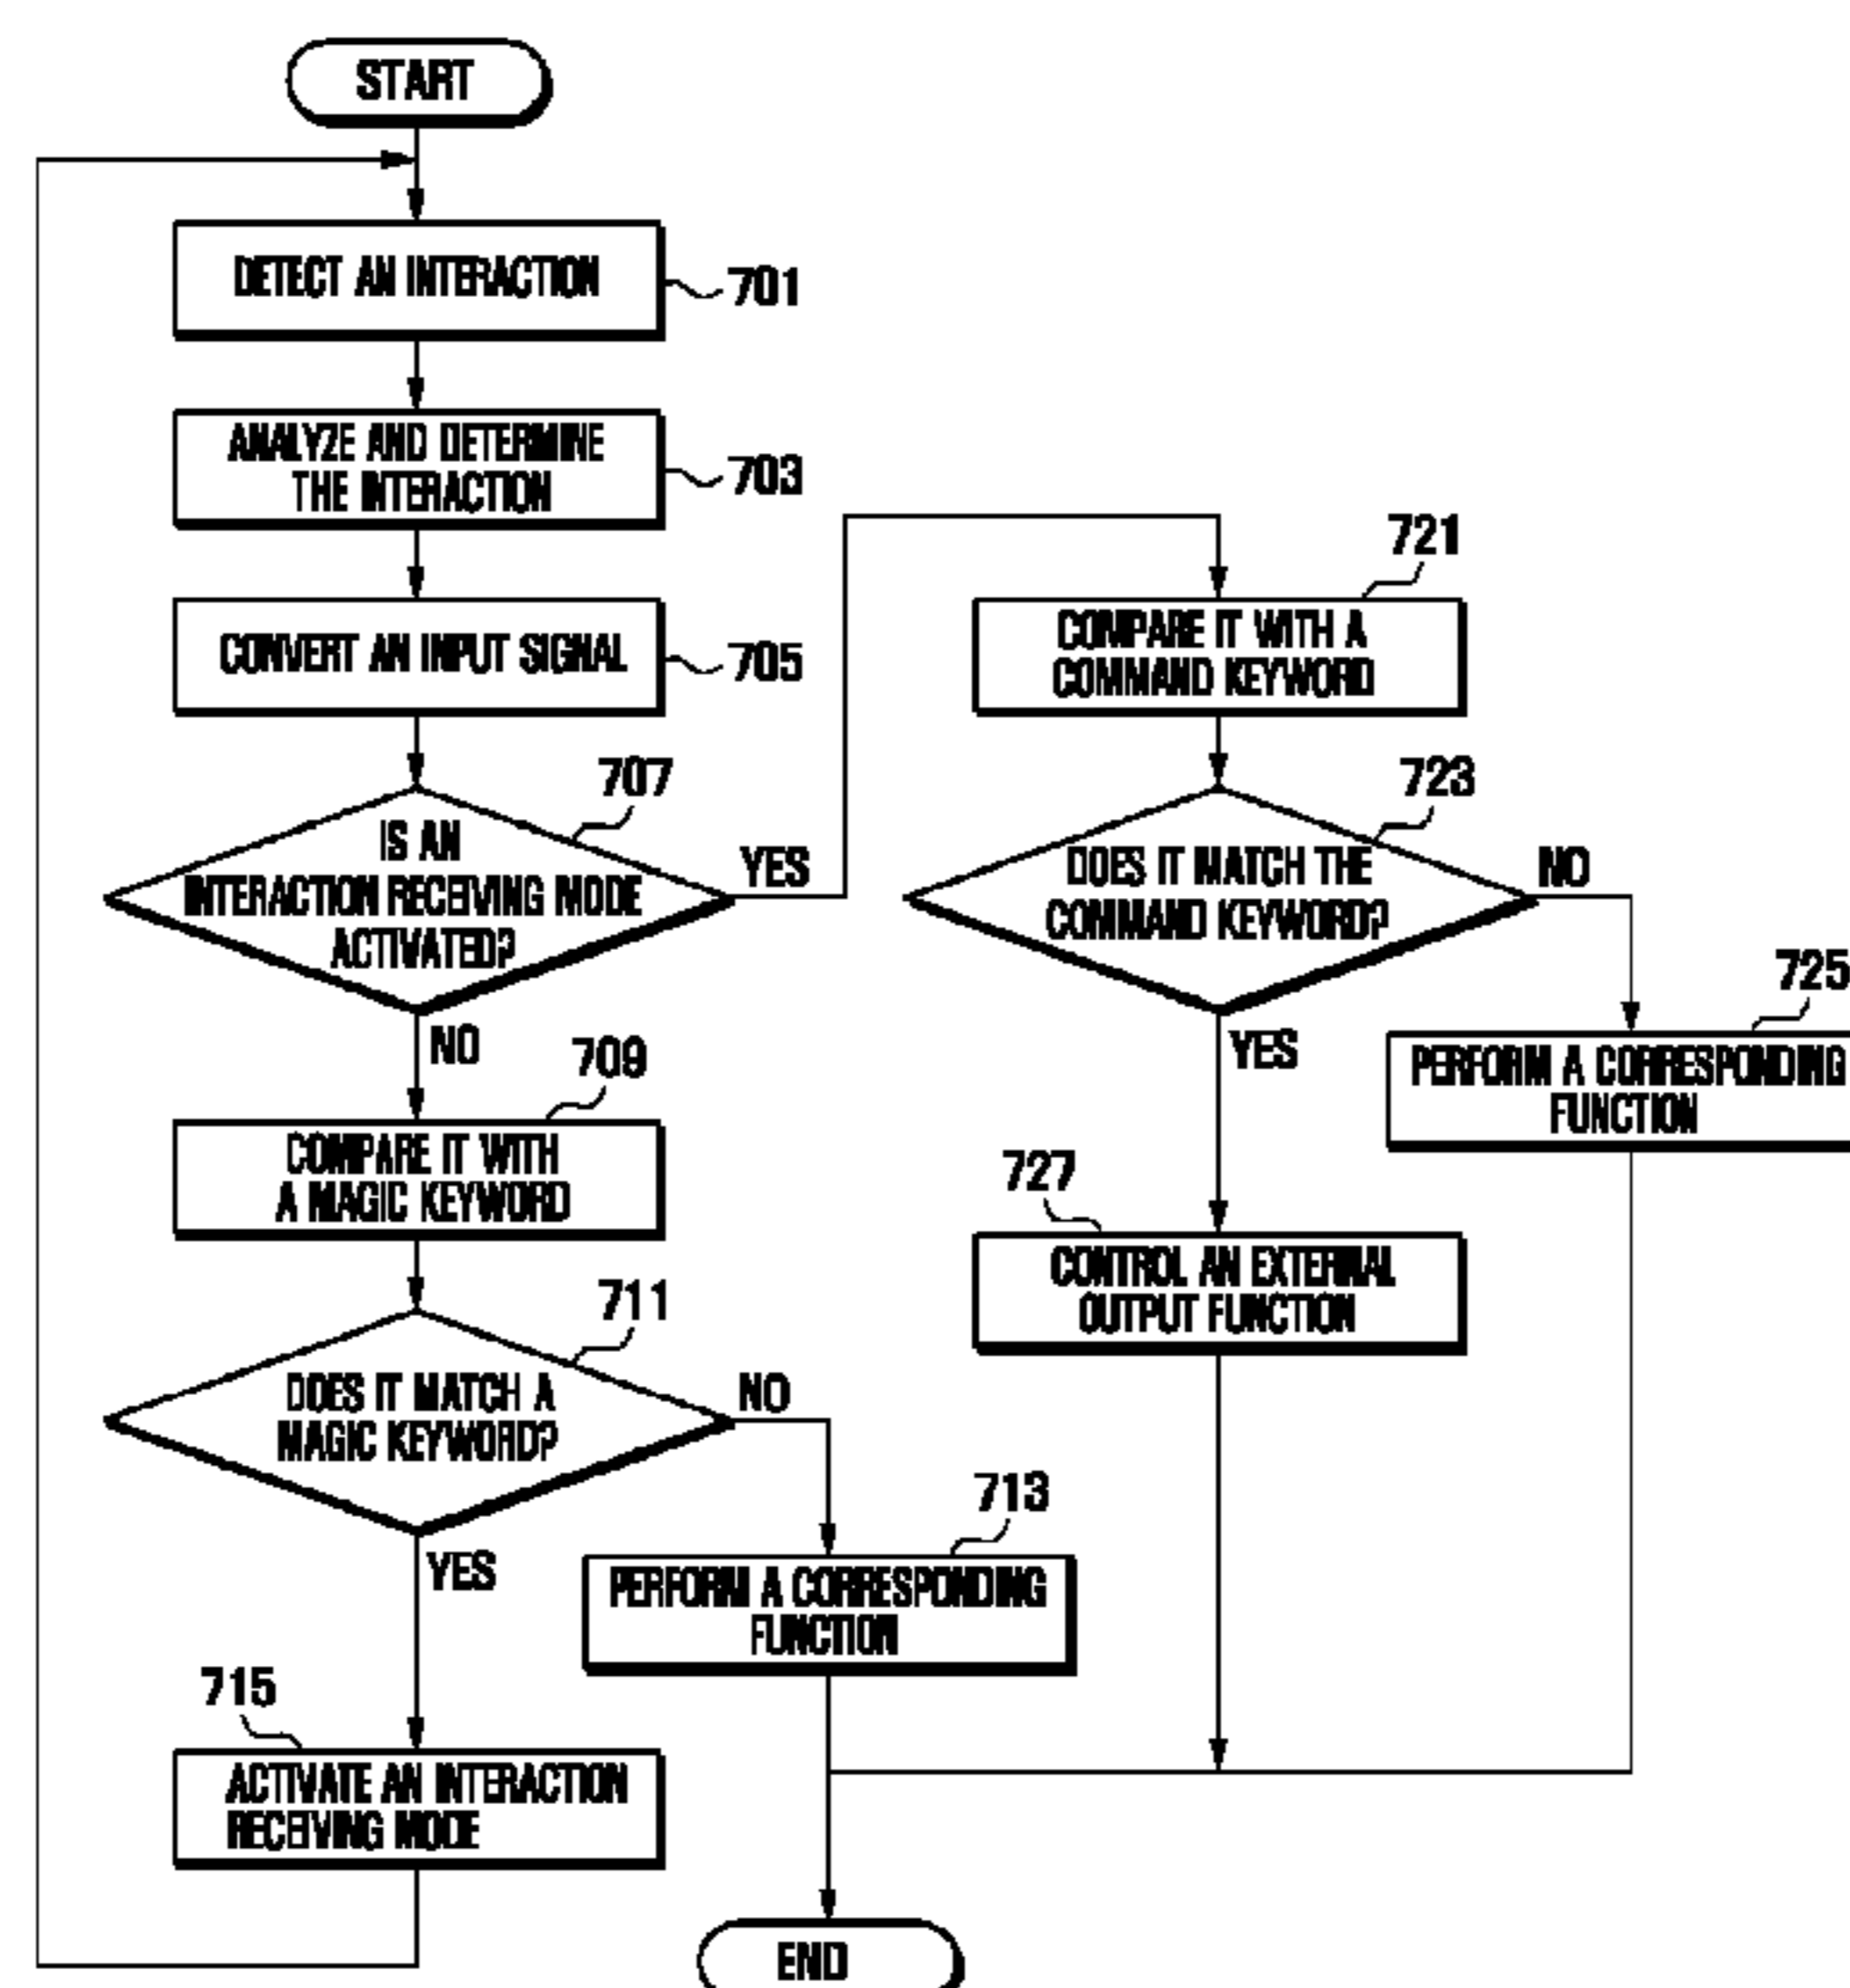 START
DETECT AN INTERACTION
701
ANALYZE AND DETERMINE
THE INTERACTION
703
CONVERT AN INPUT SIGNAL
705
707
IS AN
INTERACTION RECEIVING MODE
ACTIVATED?
YES
NO
709
COMPARE IT WITH
A MAGIC KEYWORD
711
DOES IT MATCH A
MAGIC KEYWORD?
NO
YES
713
PERFORM A CORRESPONDING
FUNCTION
715
ACTIVATE AN INTERACTION
RECEIVING MODE
721
COMPARE IT WITH A
COMMAND KEYWORD
723
DOES IT MATCH THE
COMMAND KEYWORD?
NO
YES
725
PERFORM A CORRESPONDING
FUNCTION
727
CONTROL AN EXTERNAL
OUTPUT FUNCTION
END